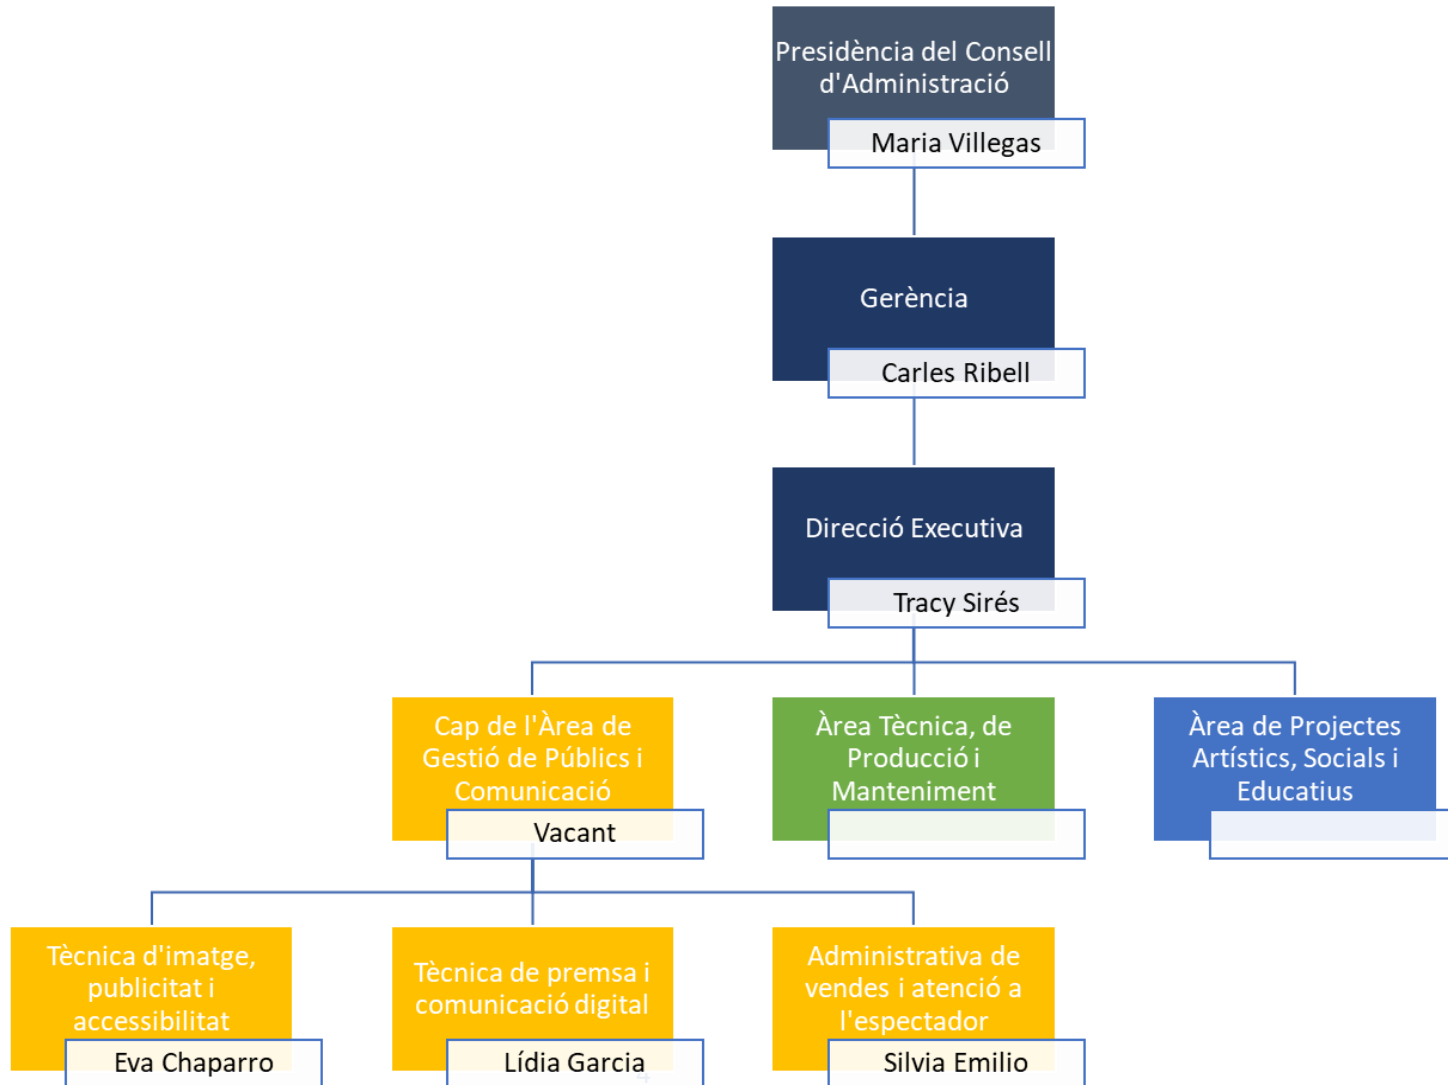 Presidència del Consell
d'Administració
Maria Villegas
Gerència
Carles Ribell
Direcció Executiva
Tracy Sirés
Cap de l'Àrea de
Gestió de Públics i
Comunicació
Vacant
Àrea Tècnica, de
Producció i
Manteniment
Àrea de Projectes
Artístics, Socials i
Educatius
Tècnica d'imatge,
publicitat i
accessibilitat
Eva Chaparro
Tècnica de premsa i
comunicació digital
Lídia Garcia
Administrativa de
vendes i atenció a
l'espectador
Silvia Emilio